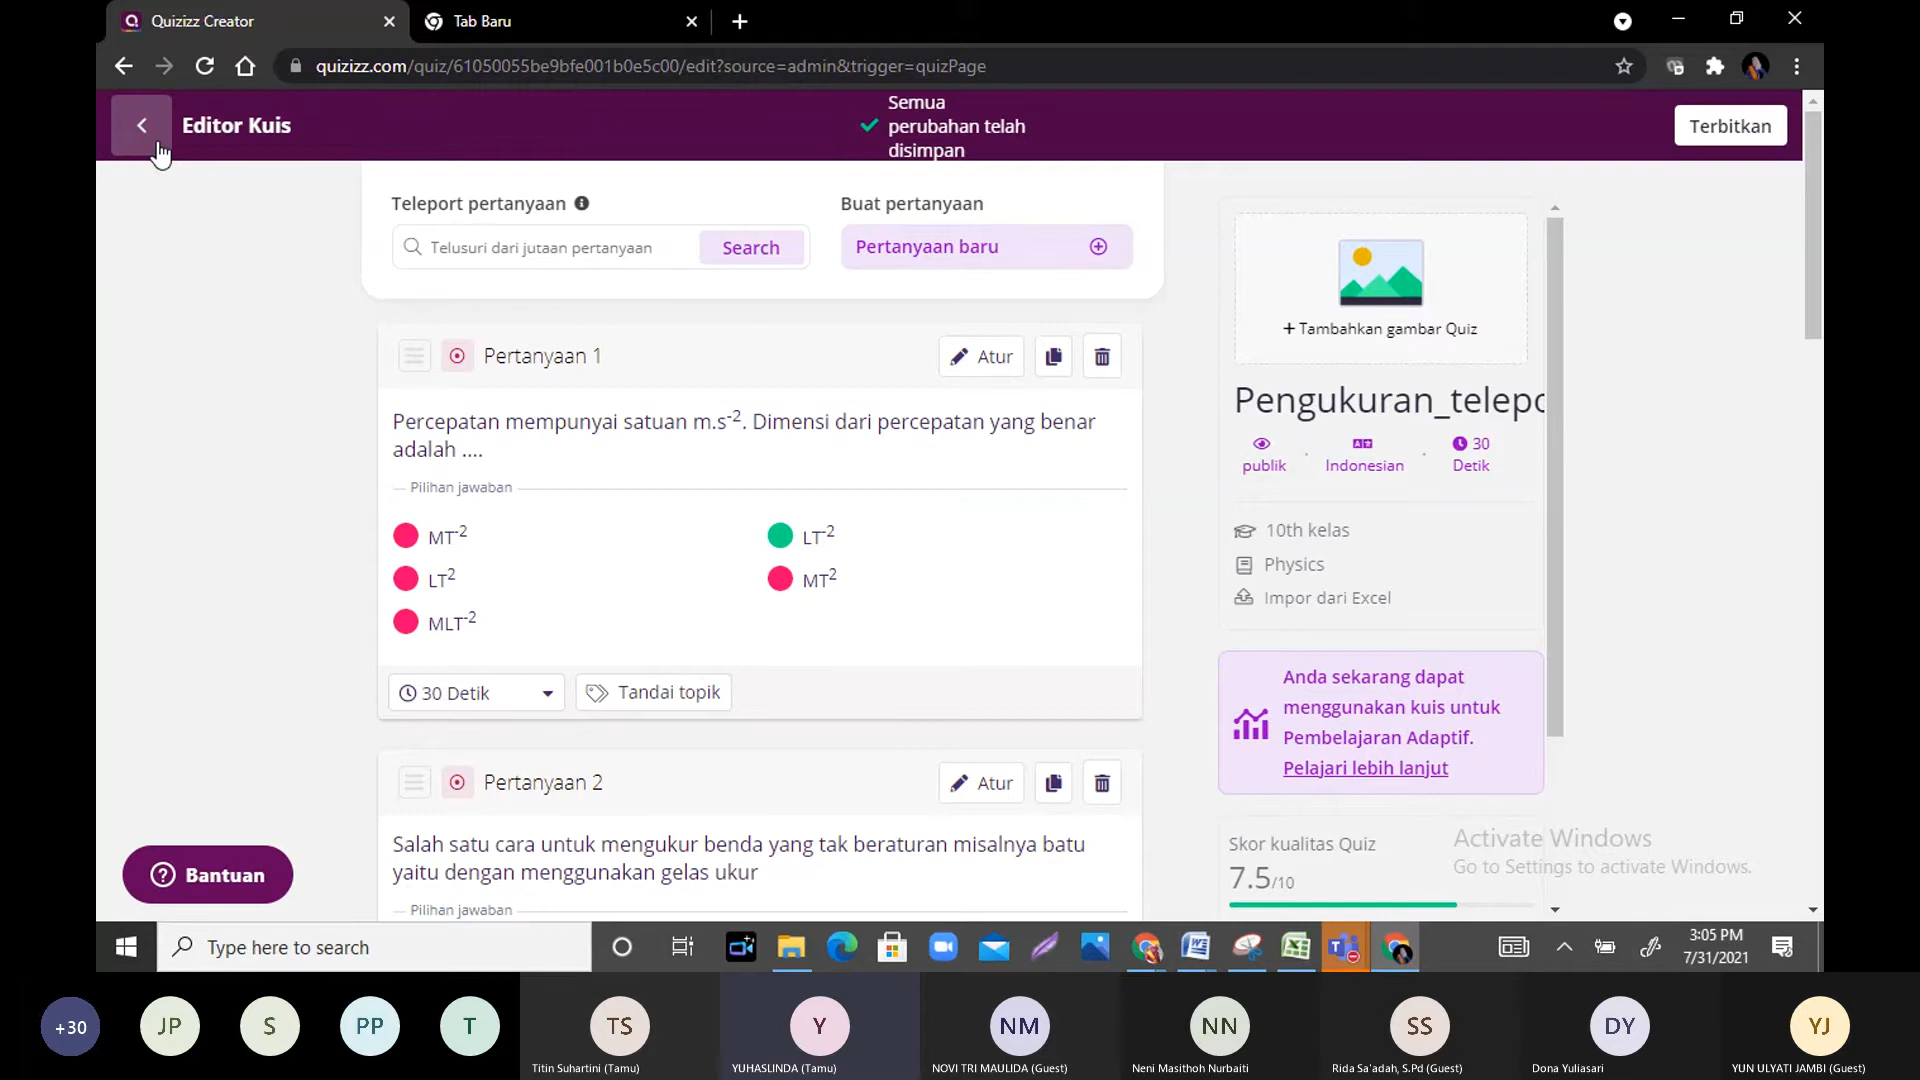 Quizizz Creator
Tab Baru
quizizz.com/quiz/61050055be9bfe001b0e5c00/edit?source=admin&trigger=quizPage
Editor Kuis
Semua
perubahan telah
disimpan
Terbitkan
Teleport pertanyaan
Buat pertanyaan
Telusuri dari jutaan pertanyaan
Search
Pertanyaan baru
Pertanyaan 1
Atur
Percepatan mempunyai satuan m.s⁻². Dimensi dari percepatan yang benar
adalah ....
Pilihan jawaban
MT⁻²
LT⁻²
LT²
MT²
MLT⁻²
30 Detik
Tandai topik
Pertanyaan 2
Atur
Salah satu cara untuk mengukur benda yang tak beraturan misalnya batu
yaitu dengan menggunakan gelas ukur
Pilihan jawaban
+ Tambahkan gambar Quiz
Pengukuran_telepo
publik
Indonesian
30
Detik
10th kelas
Physics
Impor dari Excel
Anda sekarang dapat
menggunakan kuis untuk
Pembelajaran Adaptif.
Pelajari lebih lanjut
Skor kualitas Quiz
7.5/10
Activate Windows
Go to Settings to activate Windows.
Bantuan
Type here to search
3:05 PM
7/31/2021
+30
JP
S
PP
T
TS
Titin Suhartini (Tamu)
Y
YUHASLINDA (Tamu)
NM
NOVI TRI MAULIDA (Guest)
NN
Neni Masithoh Nurbaiti
SS
Rida Sa'adah, S.Pd (Guest)
DY
Dona Yuliasari
YJ
YUN ULYATI JAMBI (Guest)